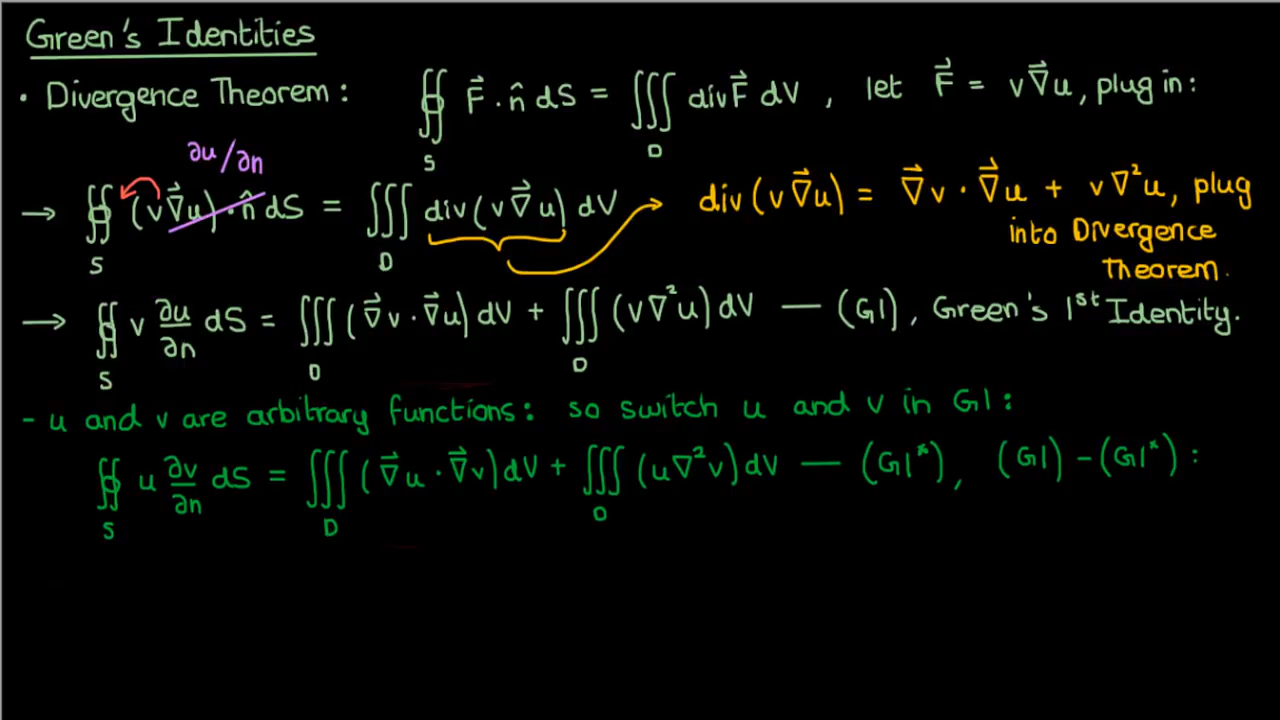 Green's Identities
• Divergence Theorem: ∯_S F⃗ · n̂ dS = ∭_D div F⃗ dV , let F⃗ = v∇⃗u, plug in:
∂u/∂n
→ ∯_S (v∇⃗u) · n̂ dS = ∭_D div(v∇⃗u) dV → div(v∇⃗u) = ∇⃗v · ∇⃗u + v∇²u, plug
into Divergence
Theorem.
→ ∯_S v ∂u/∂n dS = ∭_D (∇⃗v · ∇⃗u) dV + ∭_D (v∇²u) dV — (G1), Green's 1st Identity.
- u and v are arbitrary functions: so switch u and v in G1:
∯_S u ∂v/∂n dS = ∭_D (∇⃗u · ∇⃗v) dV + ∭_D (u∇²v) dV — (G1*), (G1) - (G1*):